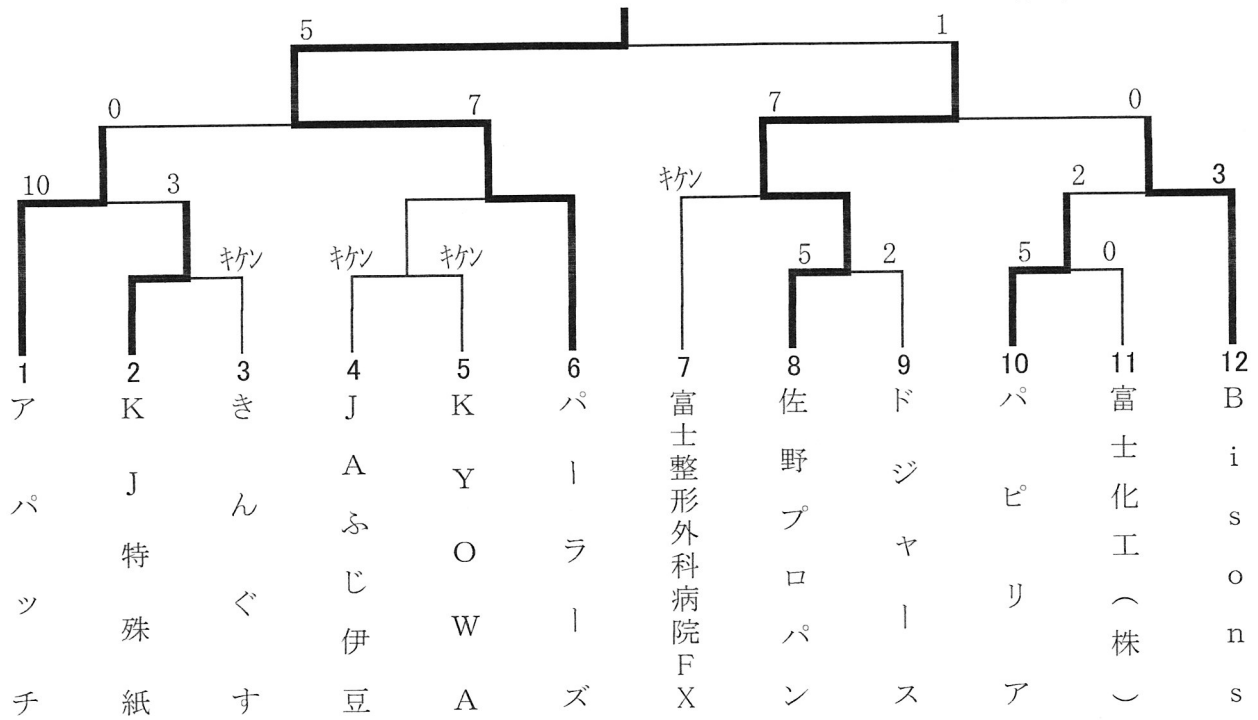 5
1
0
7
7
0
10
3
キケン
2
3
キケン
キケン
キケン
5
2
5
0
1
2
3
4
5
6
7
8
9
10
11
12
アパッチ
KJ特殊紙
きんぐす
JAふじ伊豆
KYOWA
パーラーズ
富士整形外科病院FX
佐野プロパン
ドジャース
パピリア
富士化工(株)
Bisons